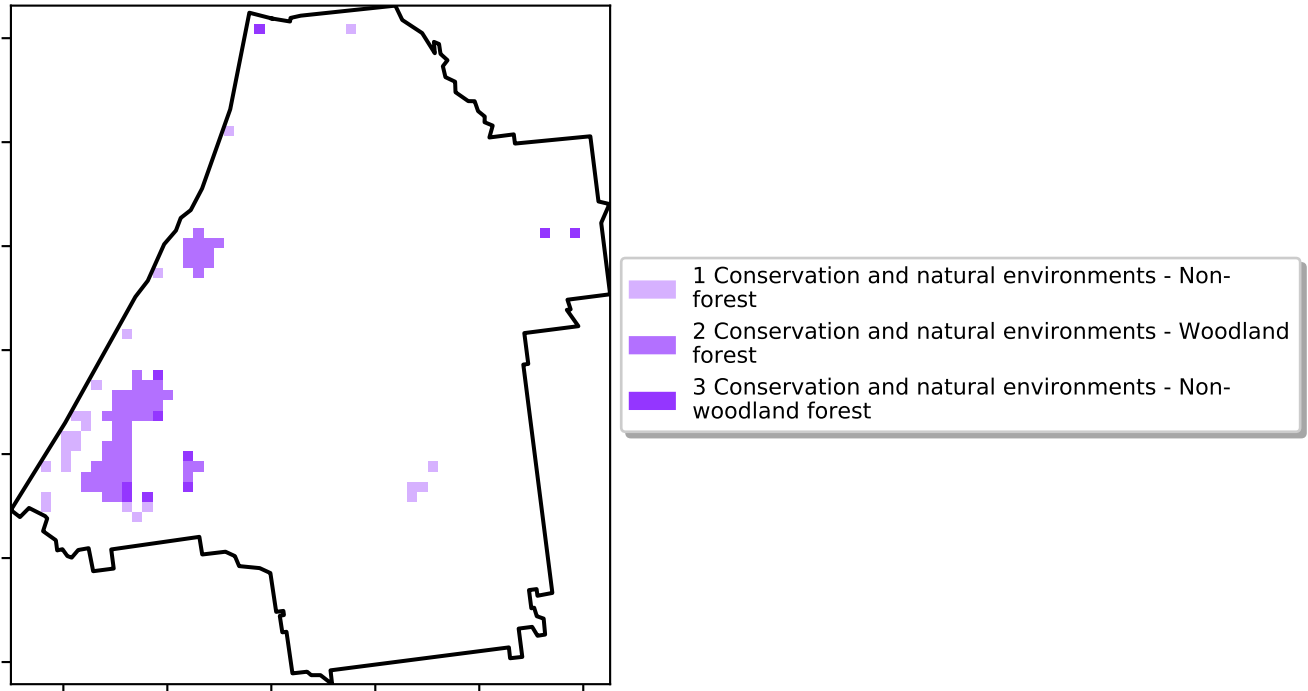 1 Conservation and natural environments - Non-
forest
2 Conservation and natural environments - Woodland
forest
3 Conservation and natural environments - Non-
woodland forest